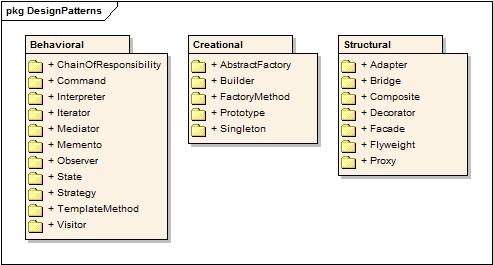 pkg DesignPatterns
Behavioral
+ ChainOfResponsibility
+ Command
+ Interpreter
+ Iterator
+ Mediator
+ Memento
+ Observer
+ State
+ Strategy
+ TemplateMethod
+ Visitor
Creational
+ AbstractFactory
+ Builder
+ FactoryMethod
+ Prototype
+ Singleton
Structural
+ Adapter
+ Bridge
+ Composite
+ Decorator
+ Facade
+ Flyweight
+ Proxy